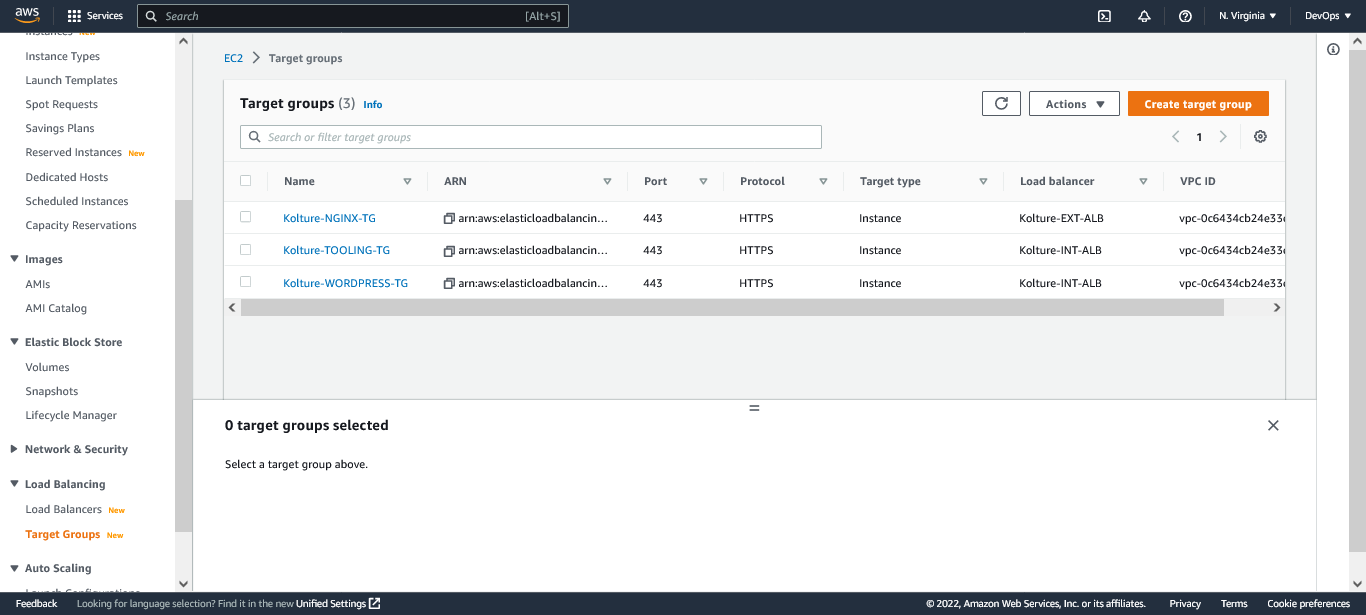 aws Services Search [Alt+S] N. Virginia DevOps
Instances New
Instance Types
Launch Templates
Spot Requests
Savings Plans
Reserved Instances New
Dedicated Hosts
Scheduled Instances
Capacity Reservations
Images
AMIs
AMI Catalog
Elastic Block Store
Volumes
Snapshots
Lifecycle Manager
Network & Security
Load Balancing
Load Balancers New
Target Groups New
Auto Scaling
Launch Configurations
EC2 > Target groups
Target groups (3) Info
Actions
Create target group
Search or filter target groups
1
Name ARN Port Protocol Target type Load balancer VPC ID
Kolture-NGINX-TG arn:aws:elasticloadbalancin... 443 HTTPS Instance Kolture-EXT-ALB vpc-0c6434cb24e33
Kolture-TOOLING-TG arn:aws:elasticloadbalancin... 443 HTTPS Instance Kolture-INT-ALB vpc-0c6434cb24e33
Kolture-WORDPRESS-TG arn:aws:elasticloadbalancin... 443 HTTPS Instance Kolture-INT-ALB vpc-0c6434cb24e33
0 target groups selected
Select a target group above.
Feedback Looking for language selection? Find it in the new Unified Settings © 2022, Amazon Web Services, Inc. or its affiliates. Privacy Terms Cookie preferences